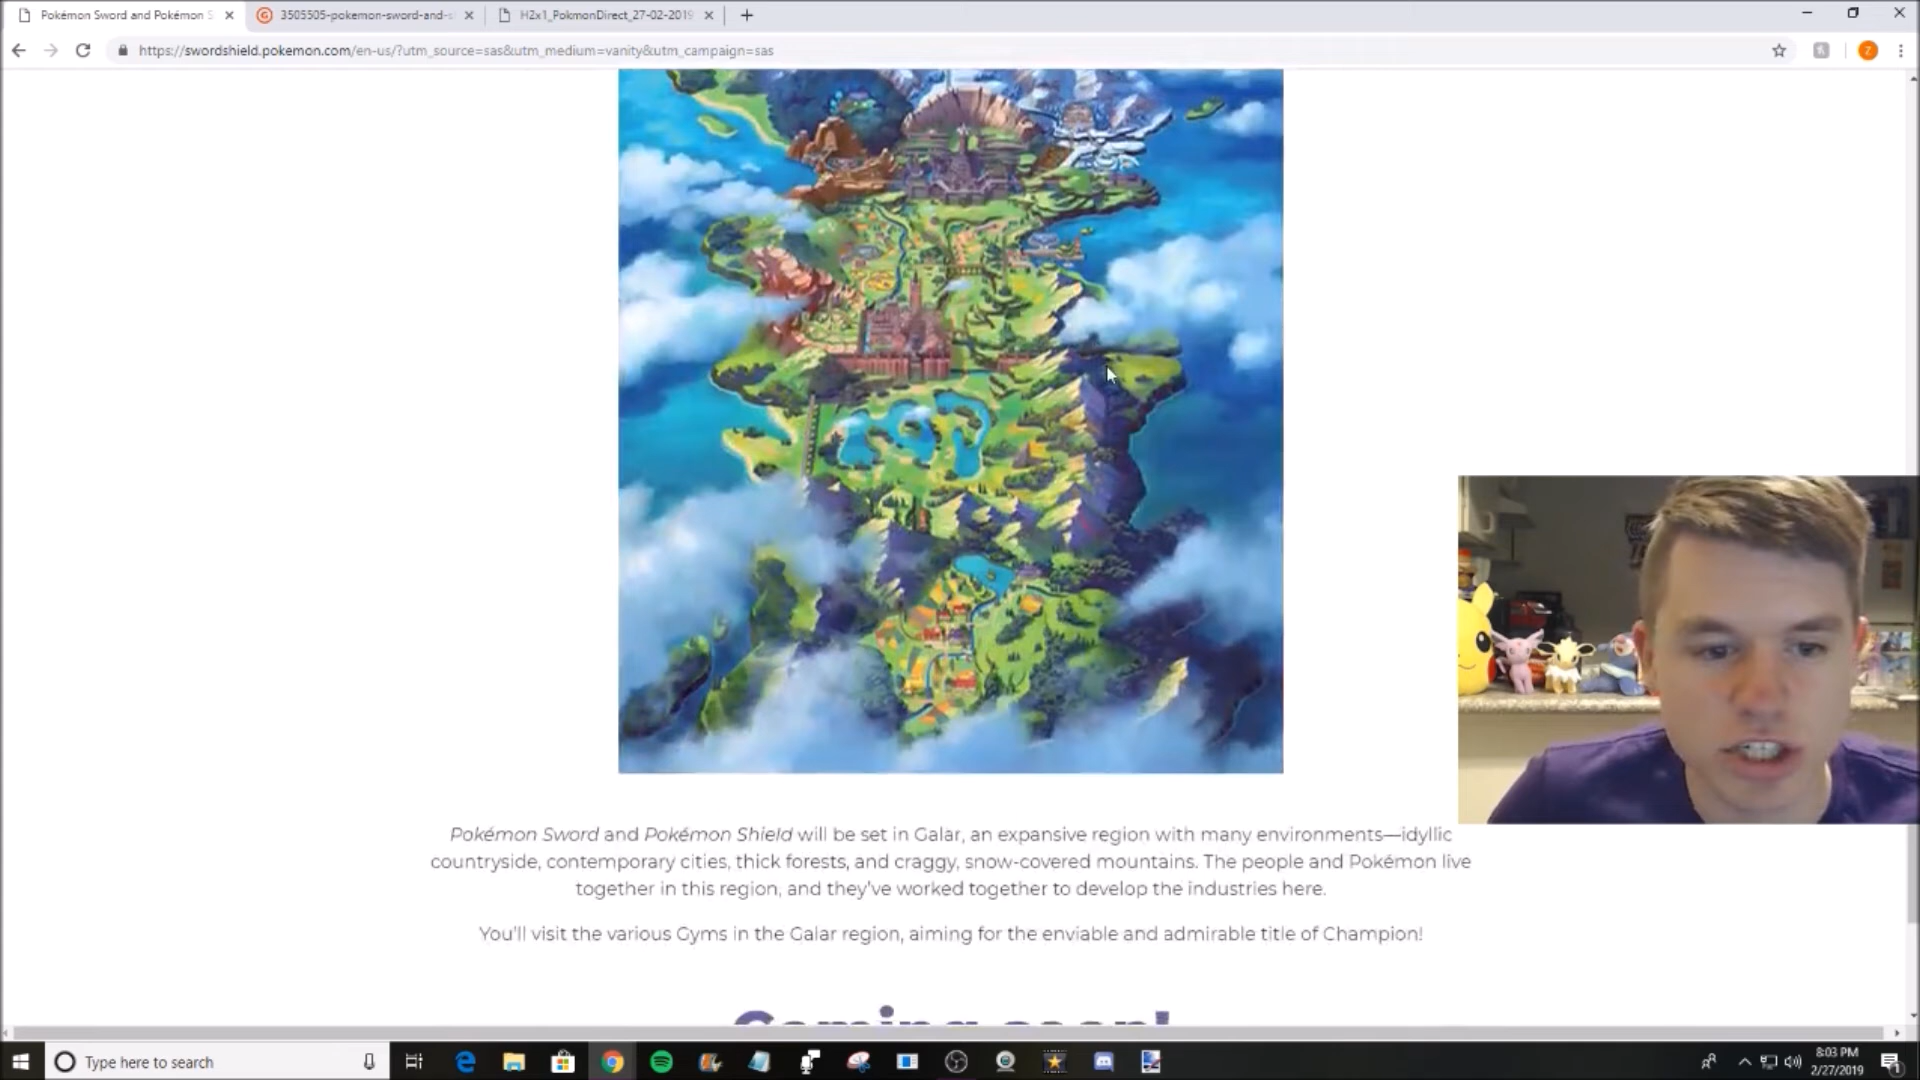 Pokémon Sword and Pokémon S
3505505-pokemon-sword-and-s
H2x1_PokmonDirect_27-02-2019
https://swordshield.pokemon.com/en-us/?utm_source=sas&utm_medium=vanity&utm_campaign=sas
Z
Pokémon Sword and Pokémon Shield will be set in Galar, an expansive region with many environments—idyllic
countryside, contemporary cities, thick forests, and craggy, snow-covered mountains. The people and Pokémon live
together in this region, and they've worked together to develop the industries here.
You'll visit the various Gyms in the Galar region, aiming for the enviable and admirable title of Champion!
Coming soon!
Type here to search
8:03 PM
2/27/2019
1